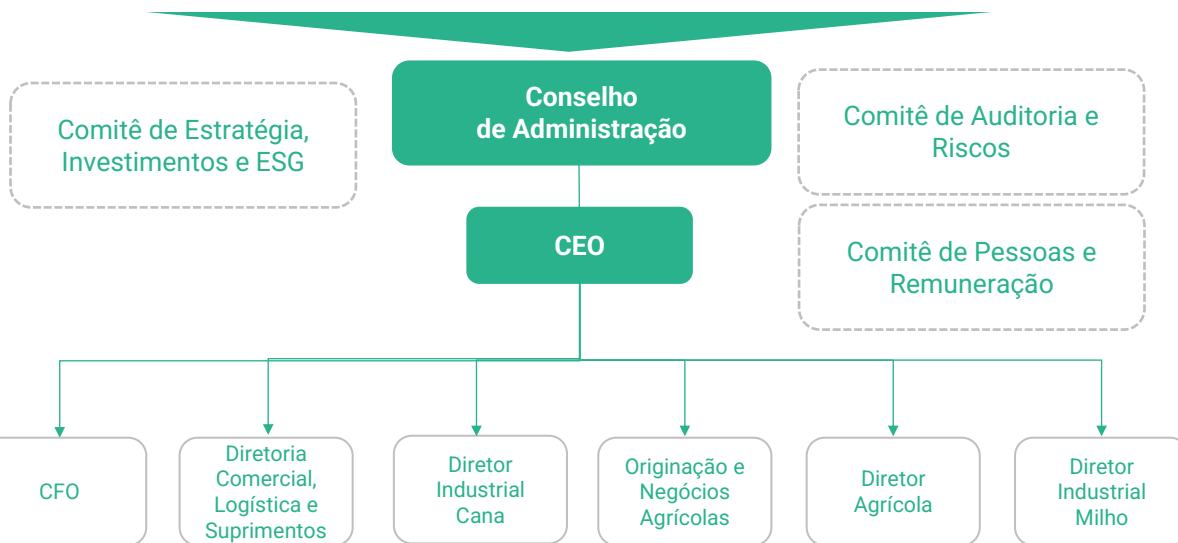 Comitê de Estratégia,
Investimentos e ESG
Conselho
de Administração
Comitê de Auditoria e
Riscos
CEO
Comitê de Pessoas e
Remuneração
CFO
Diretoria
Comercial,
Logística e
Suprimentos
Diretor
Industrial
Cana
Originação e
Negócios
Agrícolas
Diretor
Agrícola
Diretor
Industrial
Milho